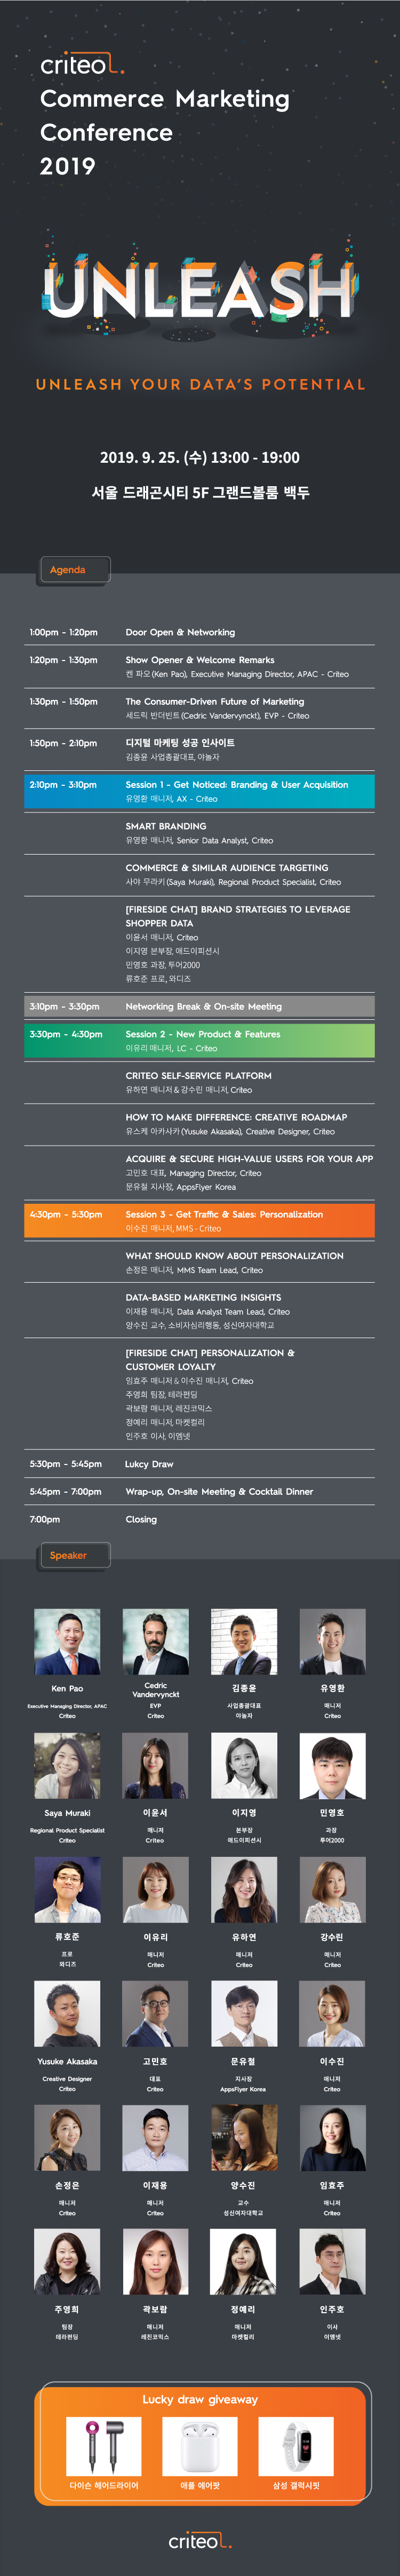 criteo
Commerce Marketing
Conference
2019
UNLEASH
UNLEASH YOUR DATA'S POTENTIAL
2019. 9. 25. (수) 13:00 - 19:00
서울 드래곤시티 5F 그랜드볼룸 백두
Agenda
1:00pm - 1:20pm Door Open & Networking
1:20pm - 1:30pm Show Opener & Welcome Remarks
켄 파오(Ken Pao), Executive Managing Director, APAC - Criteo
1:30pm - 1:50pm The Consumer-Driven Future of Marketing
세드릭 반더빈트(Cedric Vandervynckt), EVP - Criteo
1:50pm - 2:10pm 디지털 마케팅 성공 인사이트
김종윤 사업총괄대표, 야놀자
2:10pm - 3:10pm Session 1 - Get Noticed: Branding & User Acquisition
유영환 매니저, AX - Criteo
SMART BRANDING
유영환 매니저, Senior Data Analyst, Criteo
COMMERCE & SIMILAR AUDIENCE TARGETING
사야 무라키(Saya Muraki), Regional Product Specialist, Criteo
[FIRESIDE CHAT] BRAND STRATEGIES TO LEVERAGE
SHOPPER DATA
이윤서 매니저, Criteo
이지영 본부장, 애드이피션시
민영호 과장, 투어2000
류호준 프로, 와디즈
3:10pm - 3:30pm Networking Break & On-site Meeting
3:30pm - 4:30pm Session 2 - New Product & Features
이유리 매니저, LC - Criteo
CRITEO SELF-SERVICE PLATFORM
유하연 매니저 & 강수린 매니저, Criteo
HOW TO MAKE DIFFERENCE: CREATIVE ROADMAP
유스케 아카사카(Yusuke Akasaka), Creative Designer, Criteo
ACQUIRE & SECURE HIGH-VALUE USERS FOR YOUR APP
고민호 대표, Managing Director, Criteo
문유철 지사장, AppsFlyer Korea
4:30pm - 5:30pm Session 3 - Get Traffic & Sales: Personalization
이수진 매니저, MMS - Criteo
WHAT SHOULD KNOW ABOUT PERSONALIZATION
손정은 매니저, MMS Team Lead, Criteo
DATA-BASED MARKETING INSIGHTS
이재용 매니저, Data Analyst Team Lead, Criteo
양수진 교수, 소비자심리행동, 성신여자대학교
[FIRESIDE CHAT] PERSONALIZATION &
CUSTOMER LOYALTY
임효주 매니저 & 이수진 매니저, Criteo
주영희 팀장, 테라펀딩
곽보람 매니저, 레진코믹스
정예리 매니저, 마켓컬리
인주호 이사, 이엠넷
5:30pm - 5:45pm Lukcy Draw
5:45pm - 7:00pm Wrap-up, On-site Meeting & Cocktail Dinner
7:00pm Closing
Speaker
Ken Pao Cedric Vandervynckt 김종윤 유영환
Executive Managing Director, APAC EVP 사업총괄대표 매니저
Criteo Criteo 야놀자 Criteo
Saya Muraki 이윤서 이지영 민영호
Regional Product Specialist 매니저 본부장 과장
Criteo Criteo 애드이피션시 투어2000
류호준 이유리 유하연 강수린
프로 매니저 매니저 매니저
와디즈 Criteo Criteo Criteo
Yusuke Akasaka 고민호 문유철 이수진
Creative Designer 대표 지사장 매니저
Criteo Criteo AppsFlyer Korea Criteo
손정은 이재용 양수진 임효주
매니저 매니저 교수 매니저
Criteo Criteo 성신여자대학교 Criteo
주영희 곽보람 정예리 인주호
팀장 매니저 매니저 이사
테라펀딩 레진코믹스 마켓컬리 이엠넷
Lucky draw giveaway
다이슨 헤어드라이어 애플 에어팟 삼성 갤럭시핏
criteo